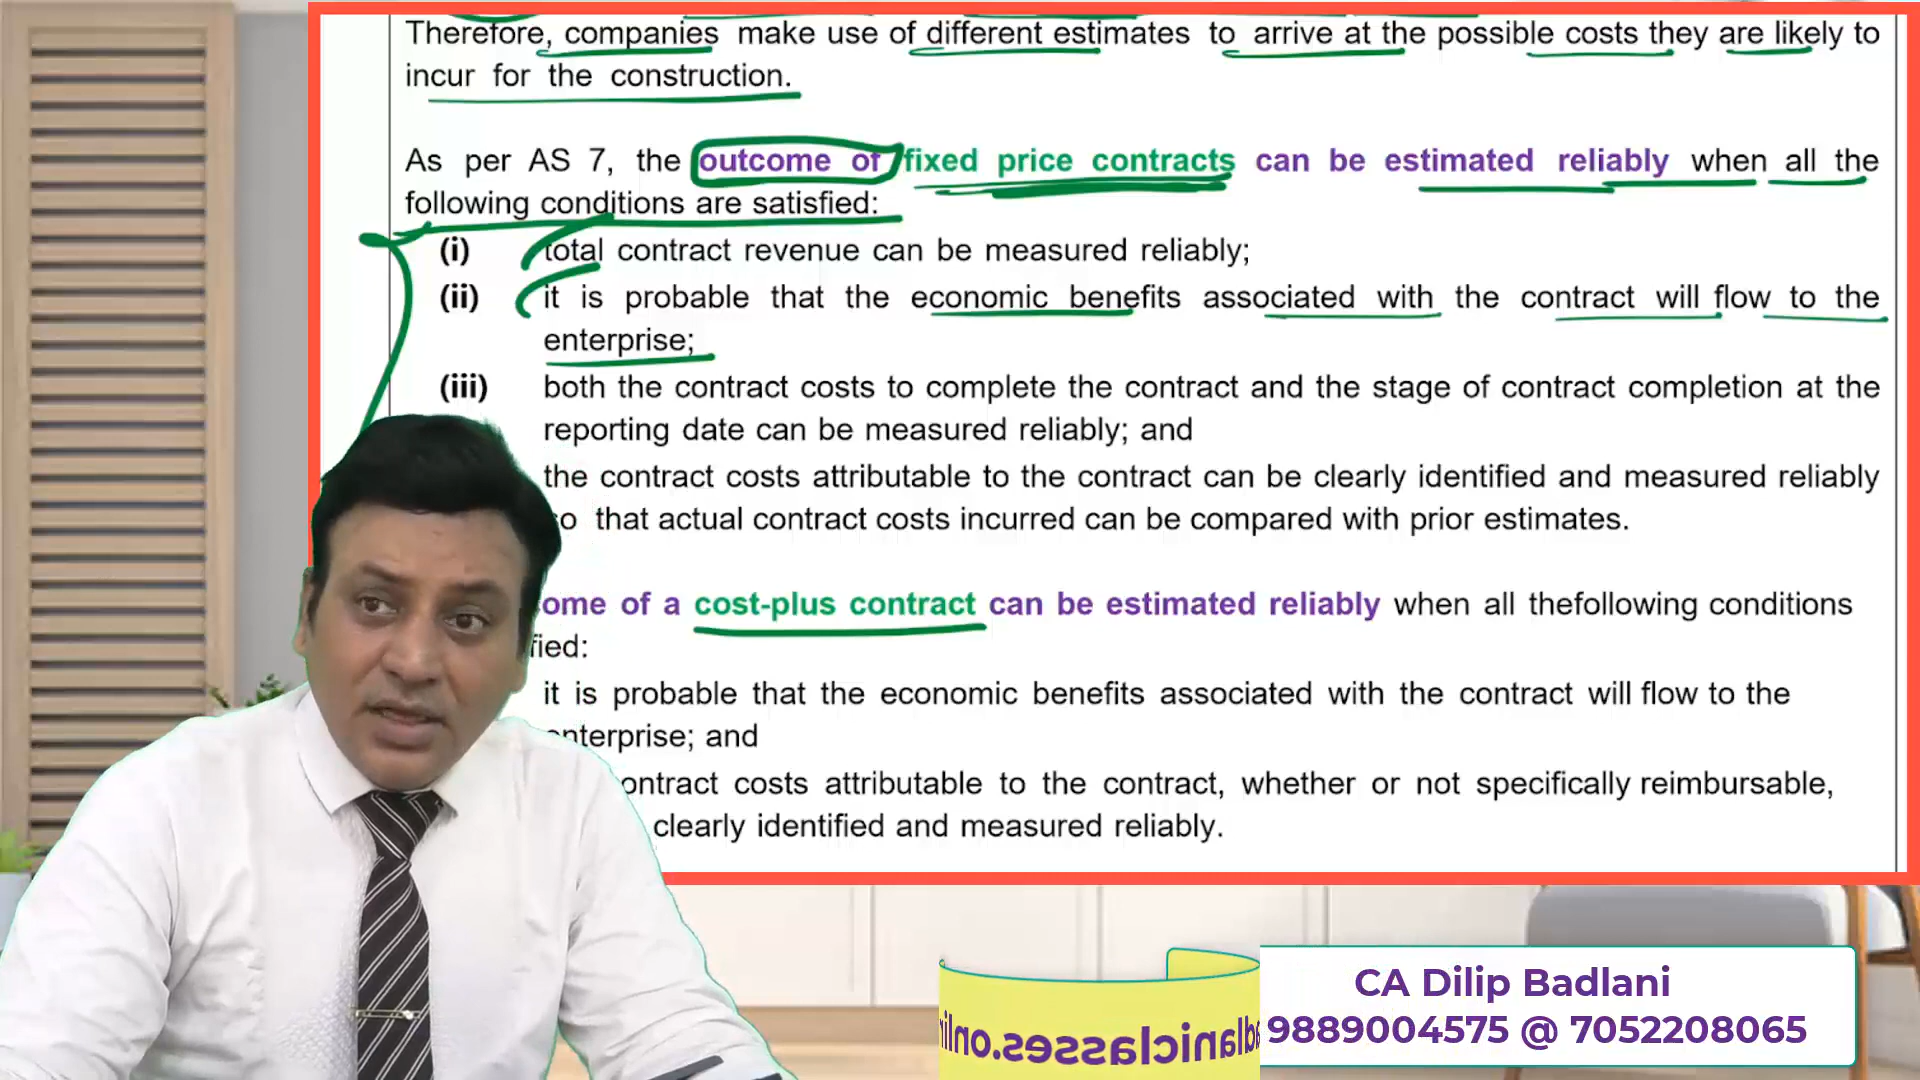 Therefore, companies make use of different estimates to arrive at the possible costs they are likely to
incur for the construction.
As per AS 7, the outcome of fixed price contracts can be estimated reliably when all the
following conditions are satisfied:
(i) total contract revenue can be measured reliably;
(ii) it is probable that the economic benefits associated with the contract will flow to the
enterprise;
(iii) both the contract costs to complete the contract and the stage of contract completion at the
reporting date can be measured reliably; and
the contract costs attributable to the contract can be clearly identified and measured reliably
that actual contract costs incurred can be compared with prior estimates.
of a cost-plus contract can be estimated reliably when all thefollowing conditions
it is probable that the economic benefits associated with the contract will flow to the
enterprise; and
costs attributable to the contract, whether or not specifically reimbursable,
clearly identified and measured reliably.
CA Dilip Badlani
9889004575 @ 7052208065